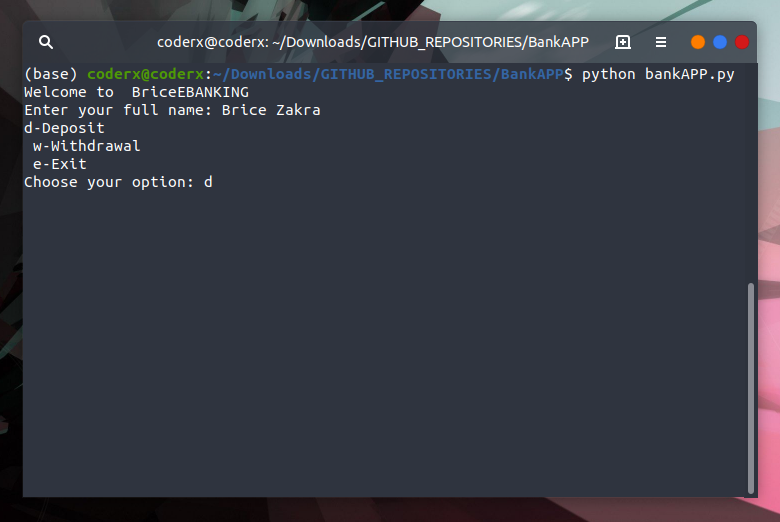 coderx@coderx: ~/Downloads/GITHUB_REPOSITORIES/BankAPP
(base) coderx@coderx:~/Downloads/GITHUB_REPOSITORIES/BankAPP$ python bankAPP.py
Welcome to  BriceEBANKING
Enter your full name: Brice Zakra
d-Deposit
 w-Withdrawal
 e-Exit
Choose your option: d